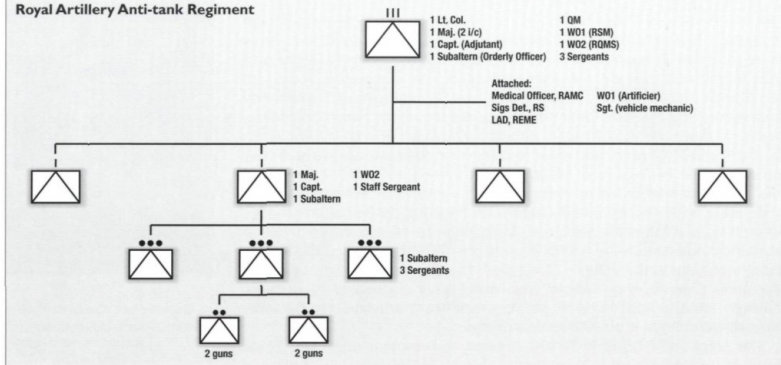 Royal Artillery Anti-tank Regiment
1 Lt. Col.
1 Maj. (2 i/c)
1 Capt. (Adjutant)
1 Subaltern (Orderly Officer)
1 QM
1 WO1 (RSM)
1 WO2 (RQMS)
3 Sergeants
Attached:
Medical Officer, RAMC
Sigs Det., RS
LAD, REME
WO1 (Artificier)
Sgt. (vehicle mechanic)
1 Maj.
1 Capt.
1 Subaltern
1 WO2
1 Staff Sergeant
1 Subaltern
3 Sergeants
2 guns
2 guns